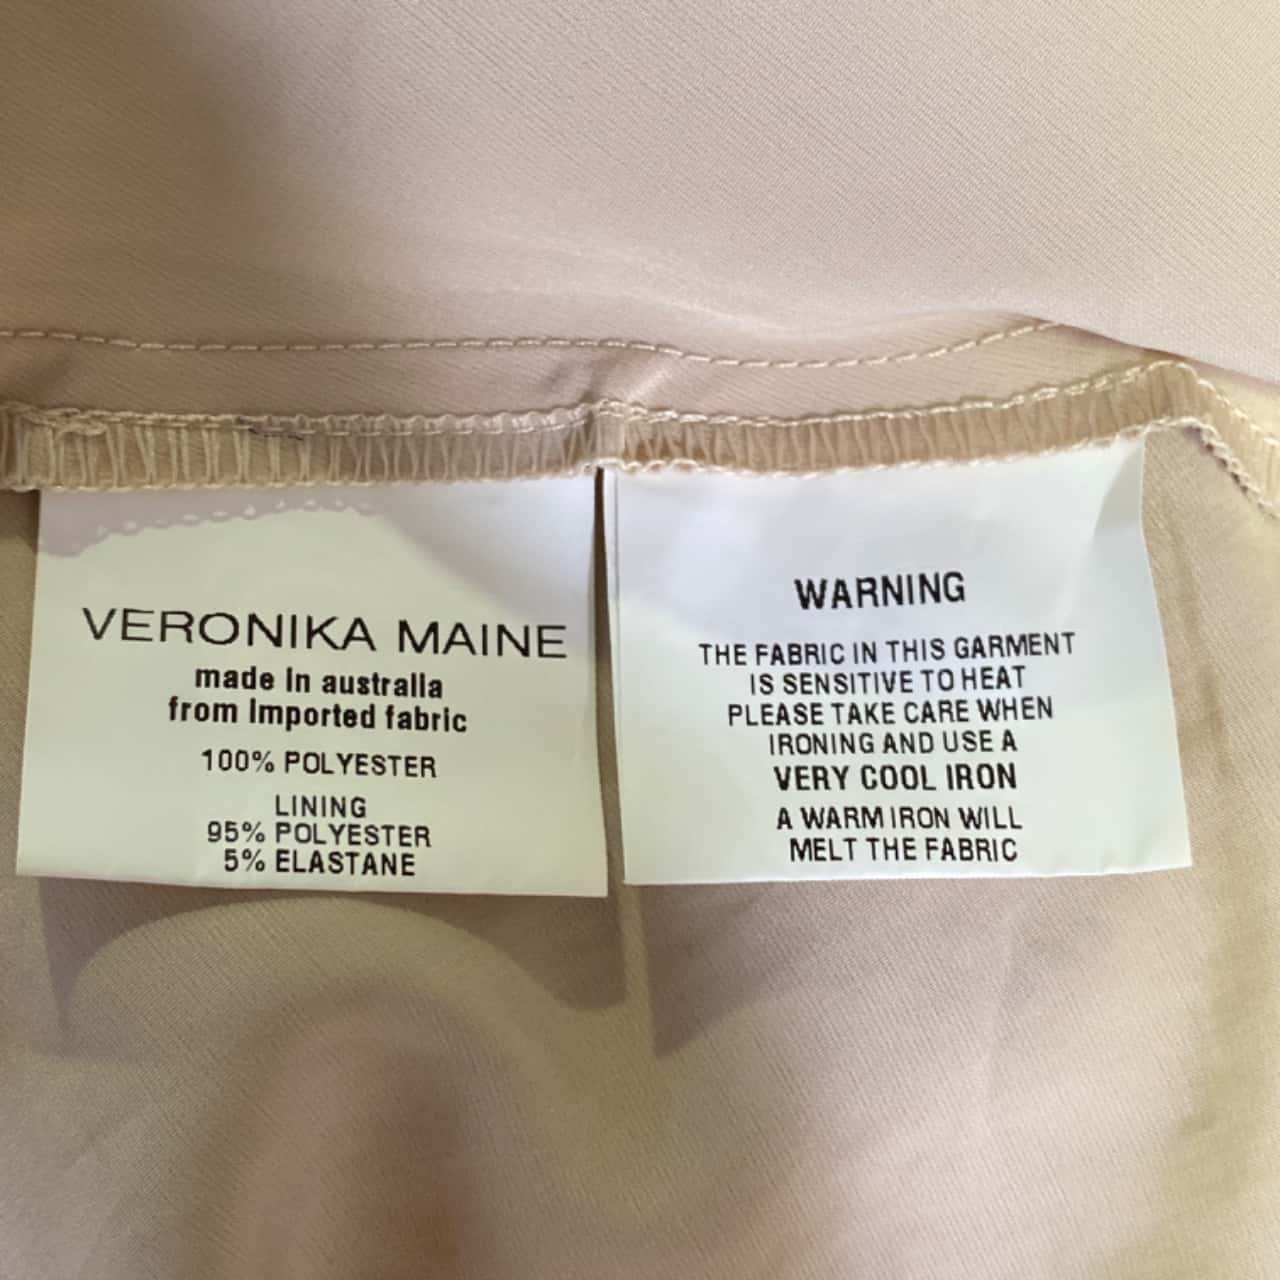 VERONIKA MAINE
made in australia
from Imported fabric
100% POLYESTER
LINING
95% POLYESTER
5% ELASTANE
WARNING
THE FABRIC IN THIS GARMENT
IS SENSITIVE TO HEAT
PLEASE TAKE CARE WHEN
IRONING AND USE A
VERY COOL IRON
A WARM IRON WILL
MELT THE FABRIC